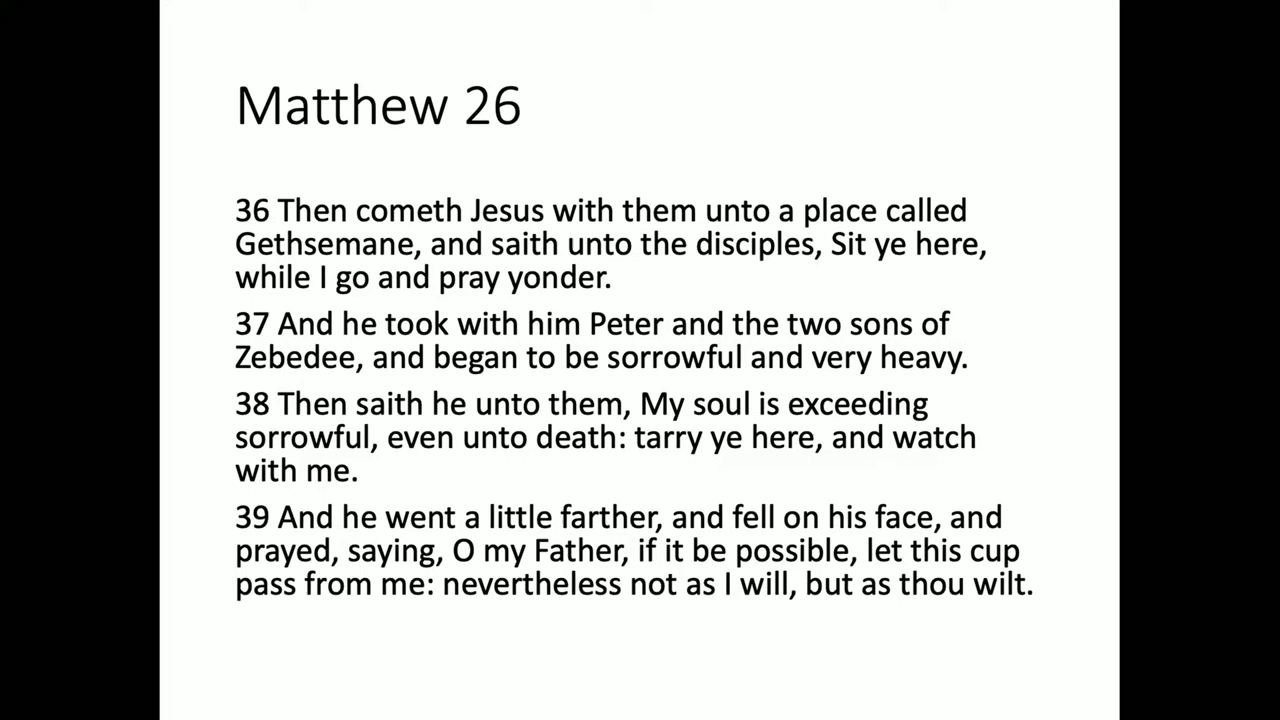 Matthew 26
36 Then cometh Jesus with them unto a place called
Gethsemane, and saith unto the disciples, Sit ye here,
while I go and pray yonder.
37 And he took with him Peter and the two sons of
Zebedee, and began to be sorrowful and very heavy.
38 Then saith he unto them, My soul is exceeding
sorrowful, even unto death: tarry ye here, and watch
with me.
39 And he went a little farther, and fell on his face, and
prayed, saying, O my Father, if it be possible, let this cup
pass from me: nevertheless not as I will, but as thou wilt.